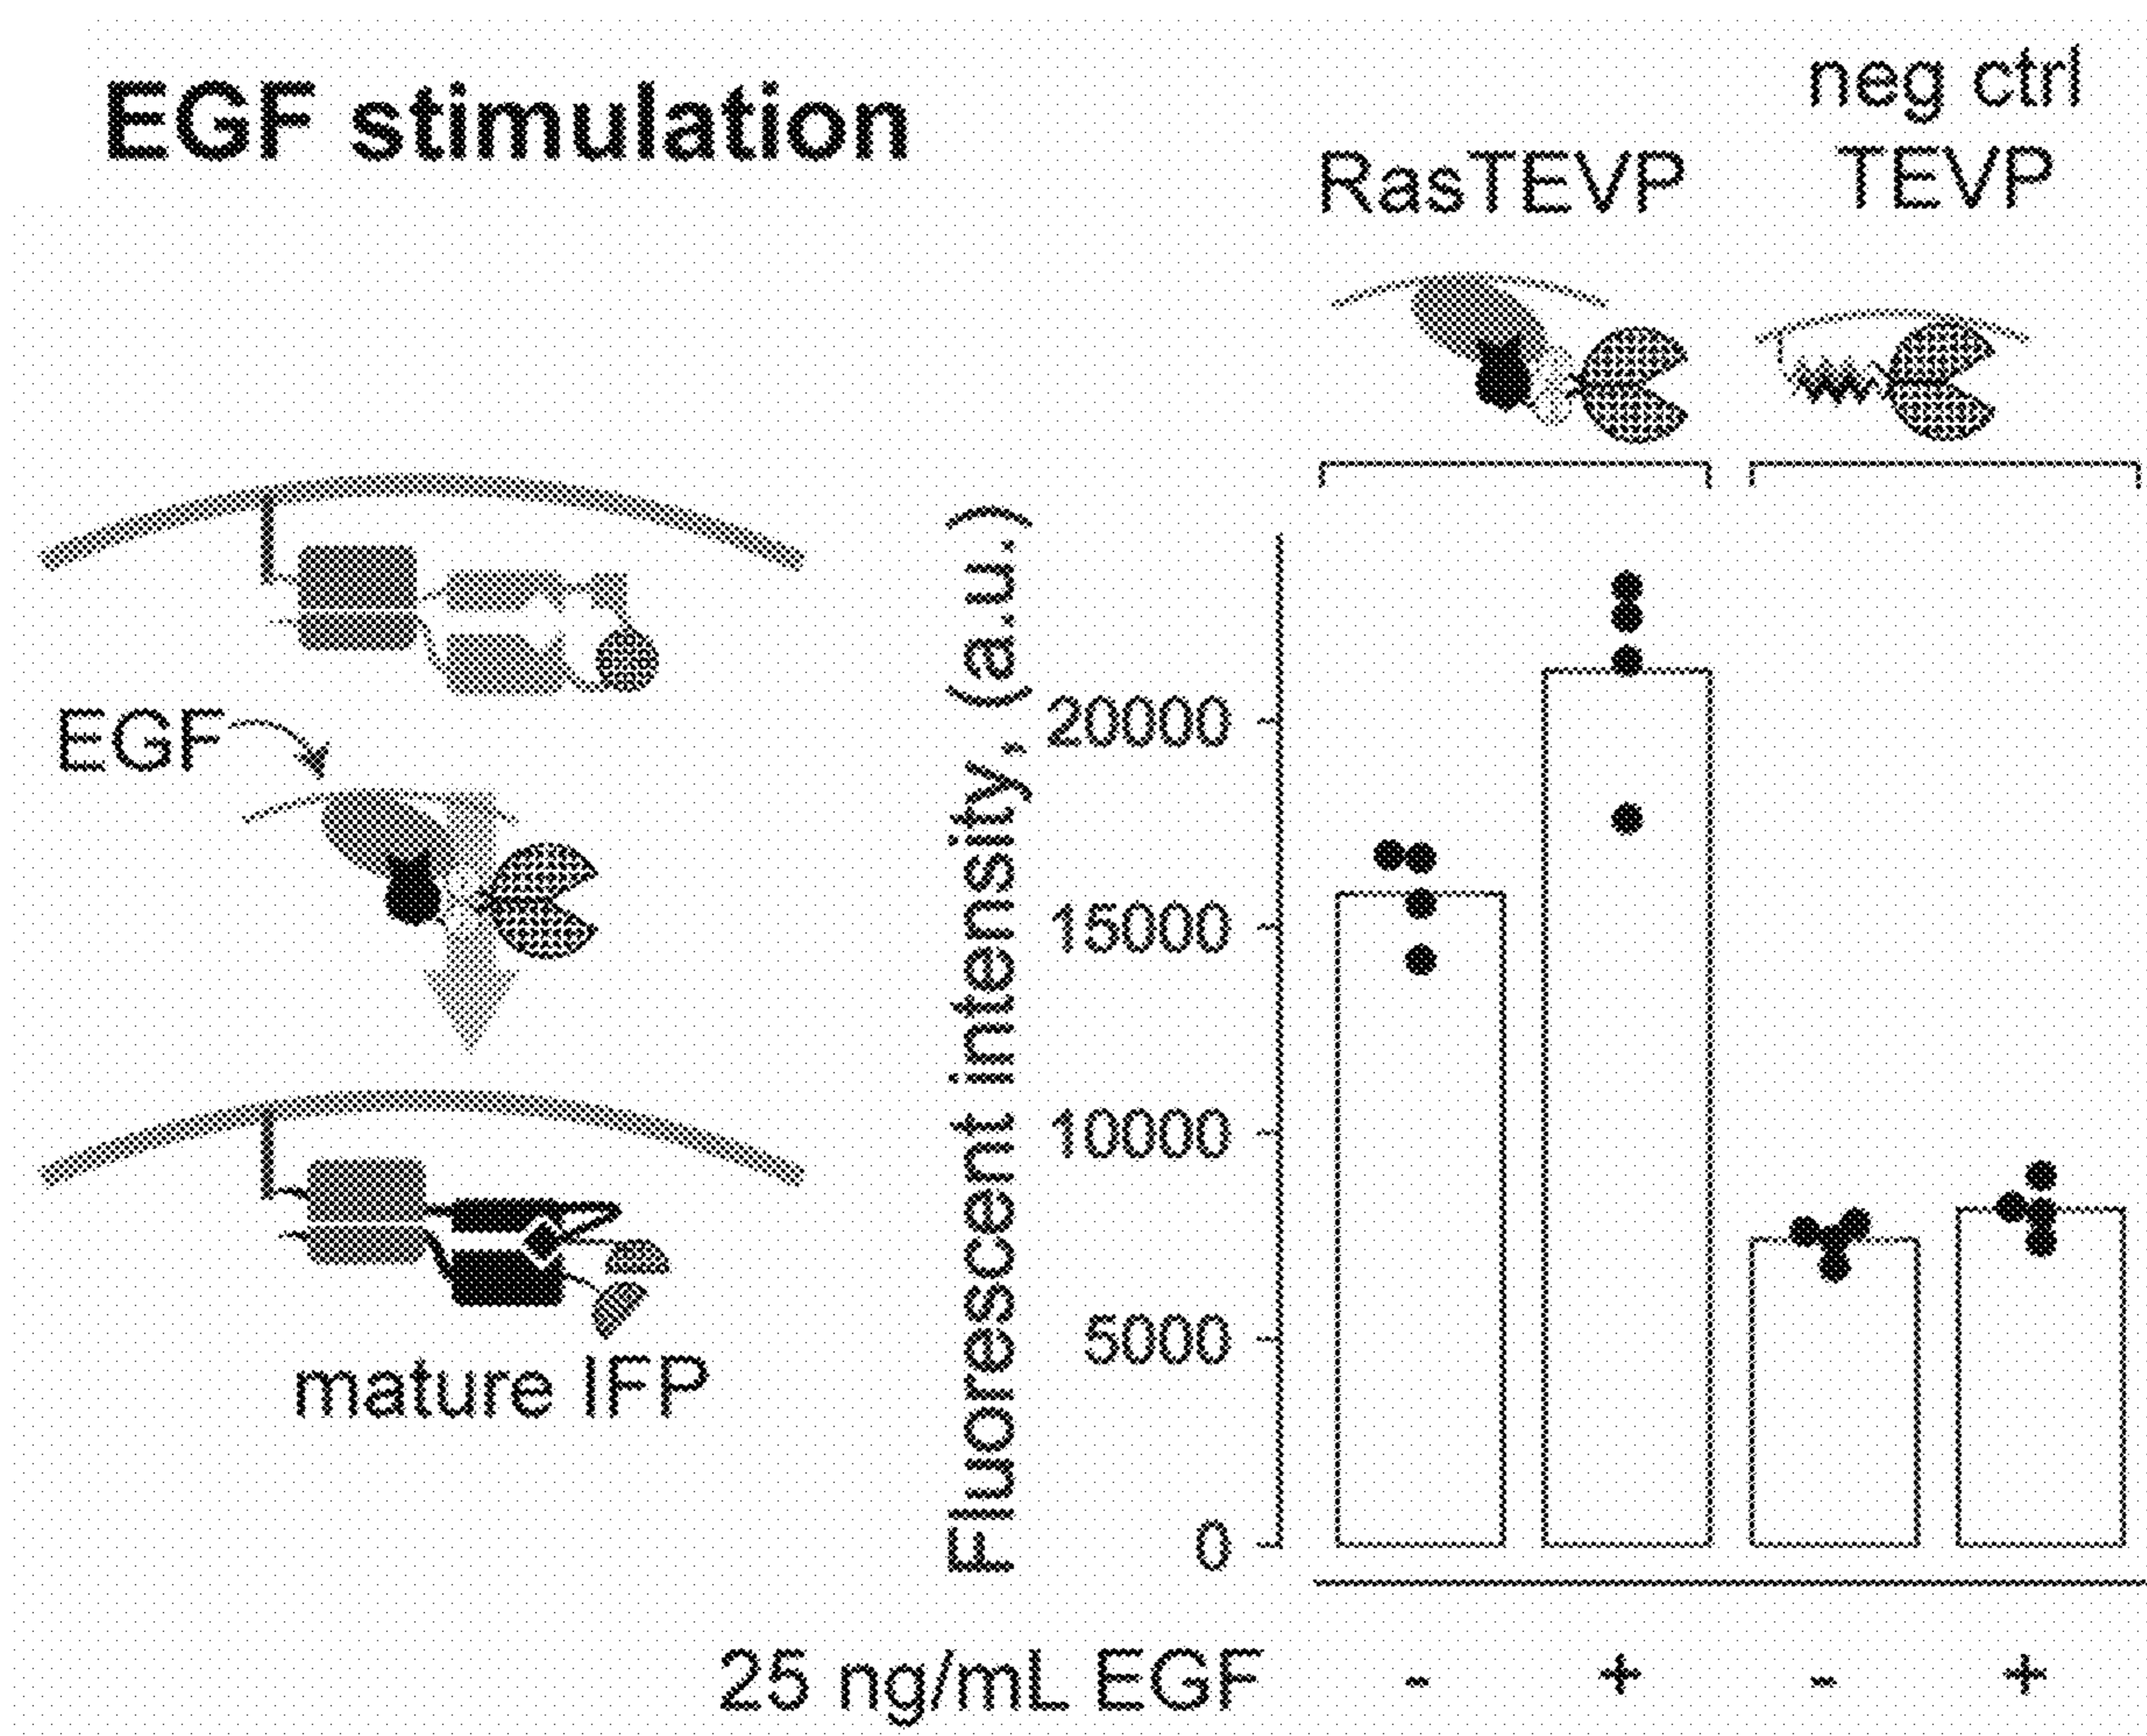 EGF stimulation
RasTEVP
neg ctrl
TEVP
EGF
mature IFP
Fluorescent intensity, (a.u.)
20000
15000
10000
5000
0
25 ng/mL EGF - + - +